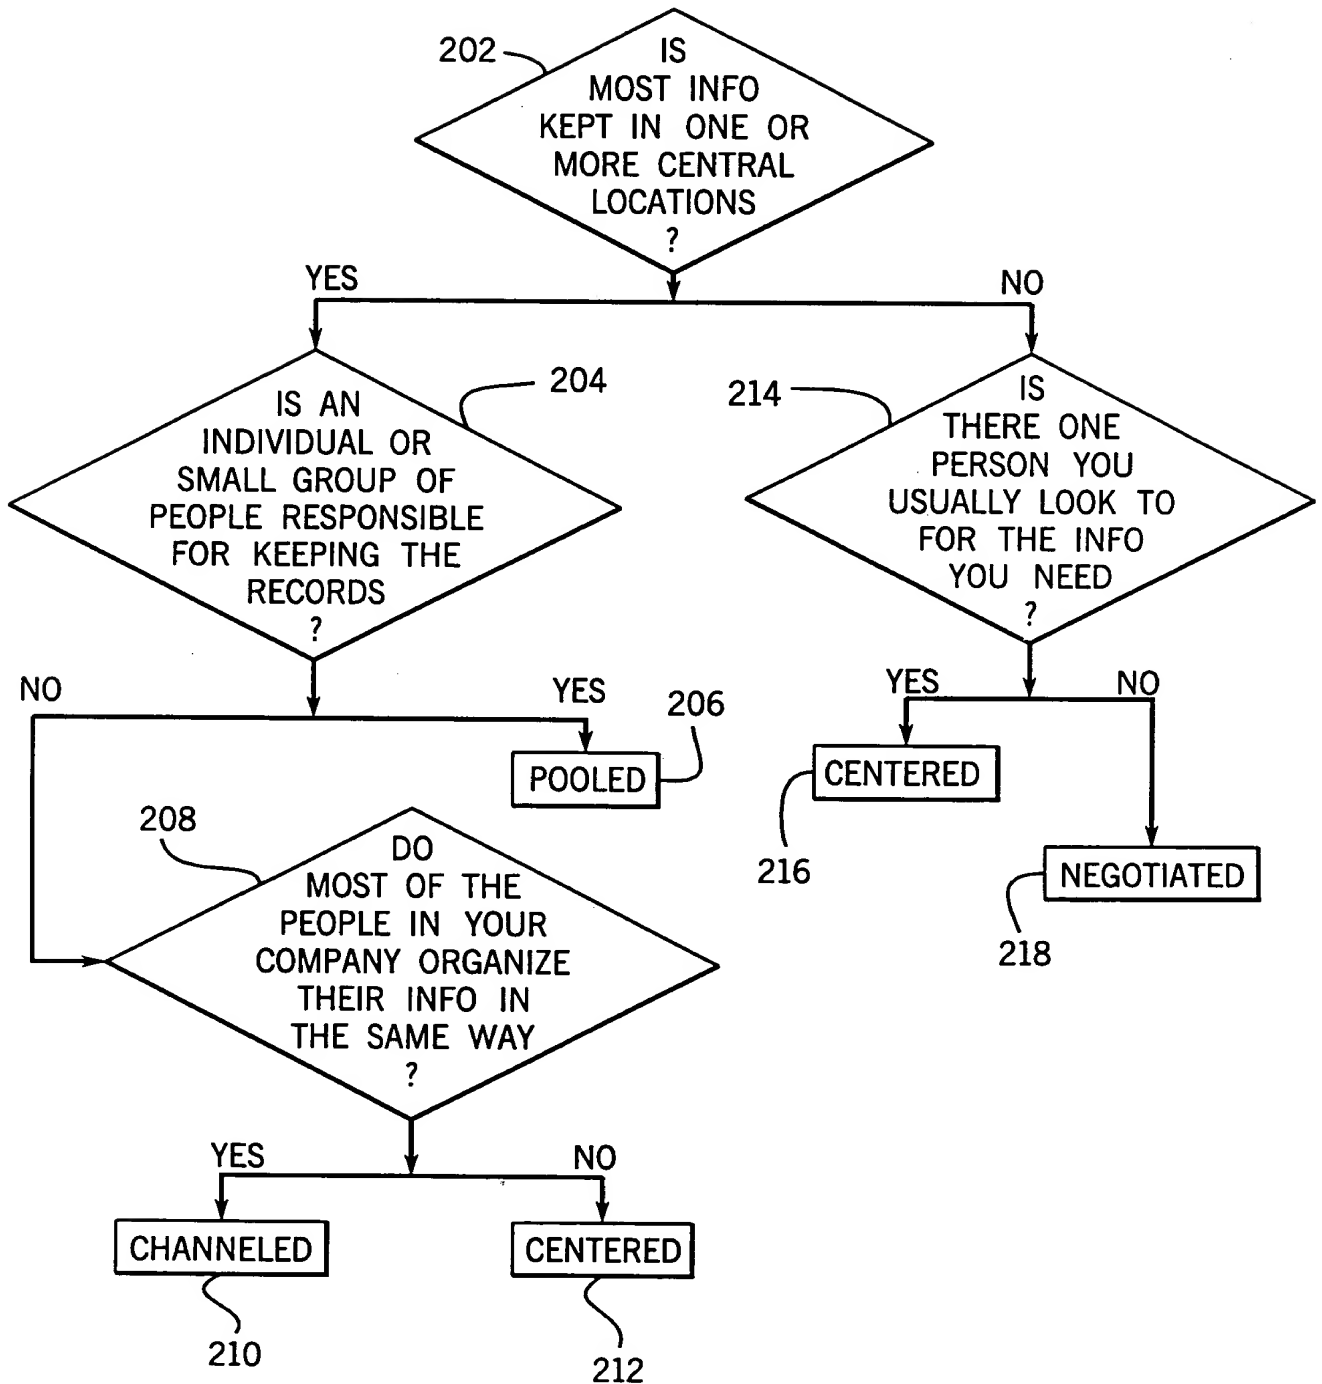 202
IS
MOST INFO
KEPT IN ONE OR
MORE CENTRAL
LOCATIONS
?
YES
NO
204
IS AN
INDIVIDUAL OR
SMALL GROUP OF
PEOPLE RESPONSIBLE
FOR KEEPING THE
RECORDS
?
214
IS
THERE ONE
PERSON YOU
USUALLY LOOK TO
FOR THE INFO
YOU NEED
?
NO
YES
206
POOLED
YES
NO
CENTERED
216
NEGOTIATED
218
208
DO
MOST OF THE
PEOPLE IN YOUR
COMPANY ORGANIZE
THEIR INFO IN
THE SAME WAY
?
YES
NO
CHANNELED
CENTERED
210
212